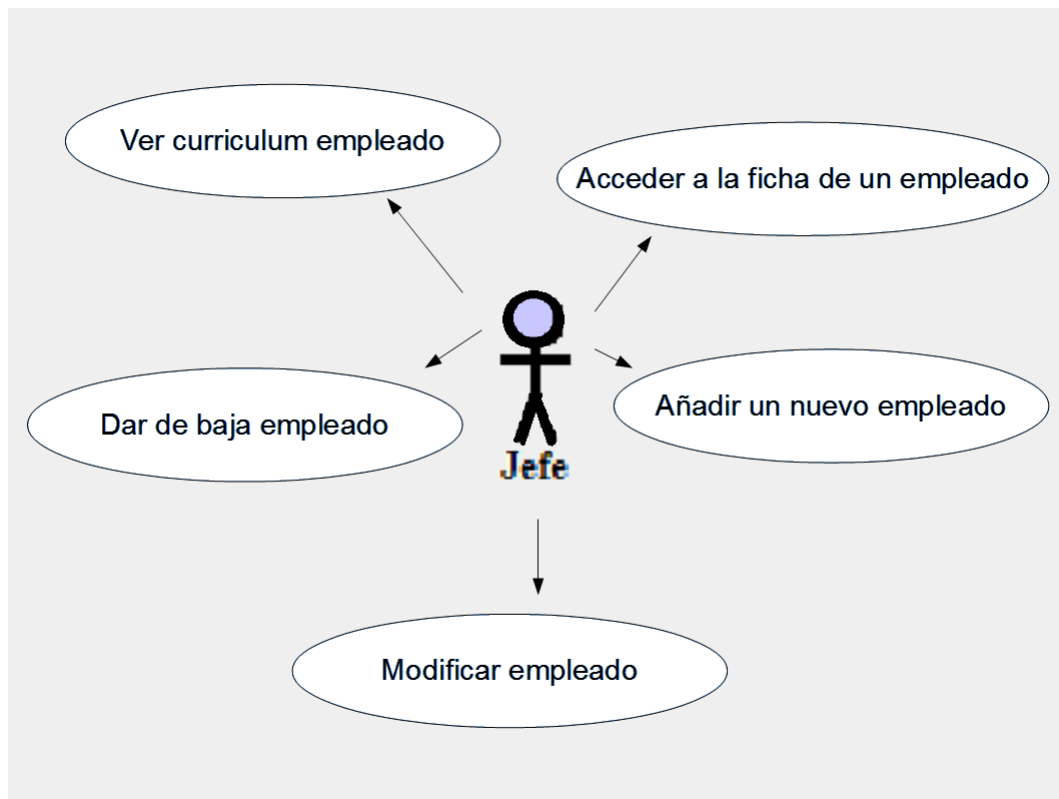 Ver curriculum empleado
Acceder a la ficha de un empleado
Dar de baja empleado
Añadir un nuevo empleado
Jefe
Modificar empleado